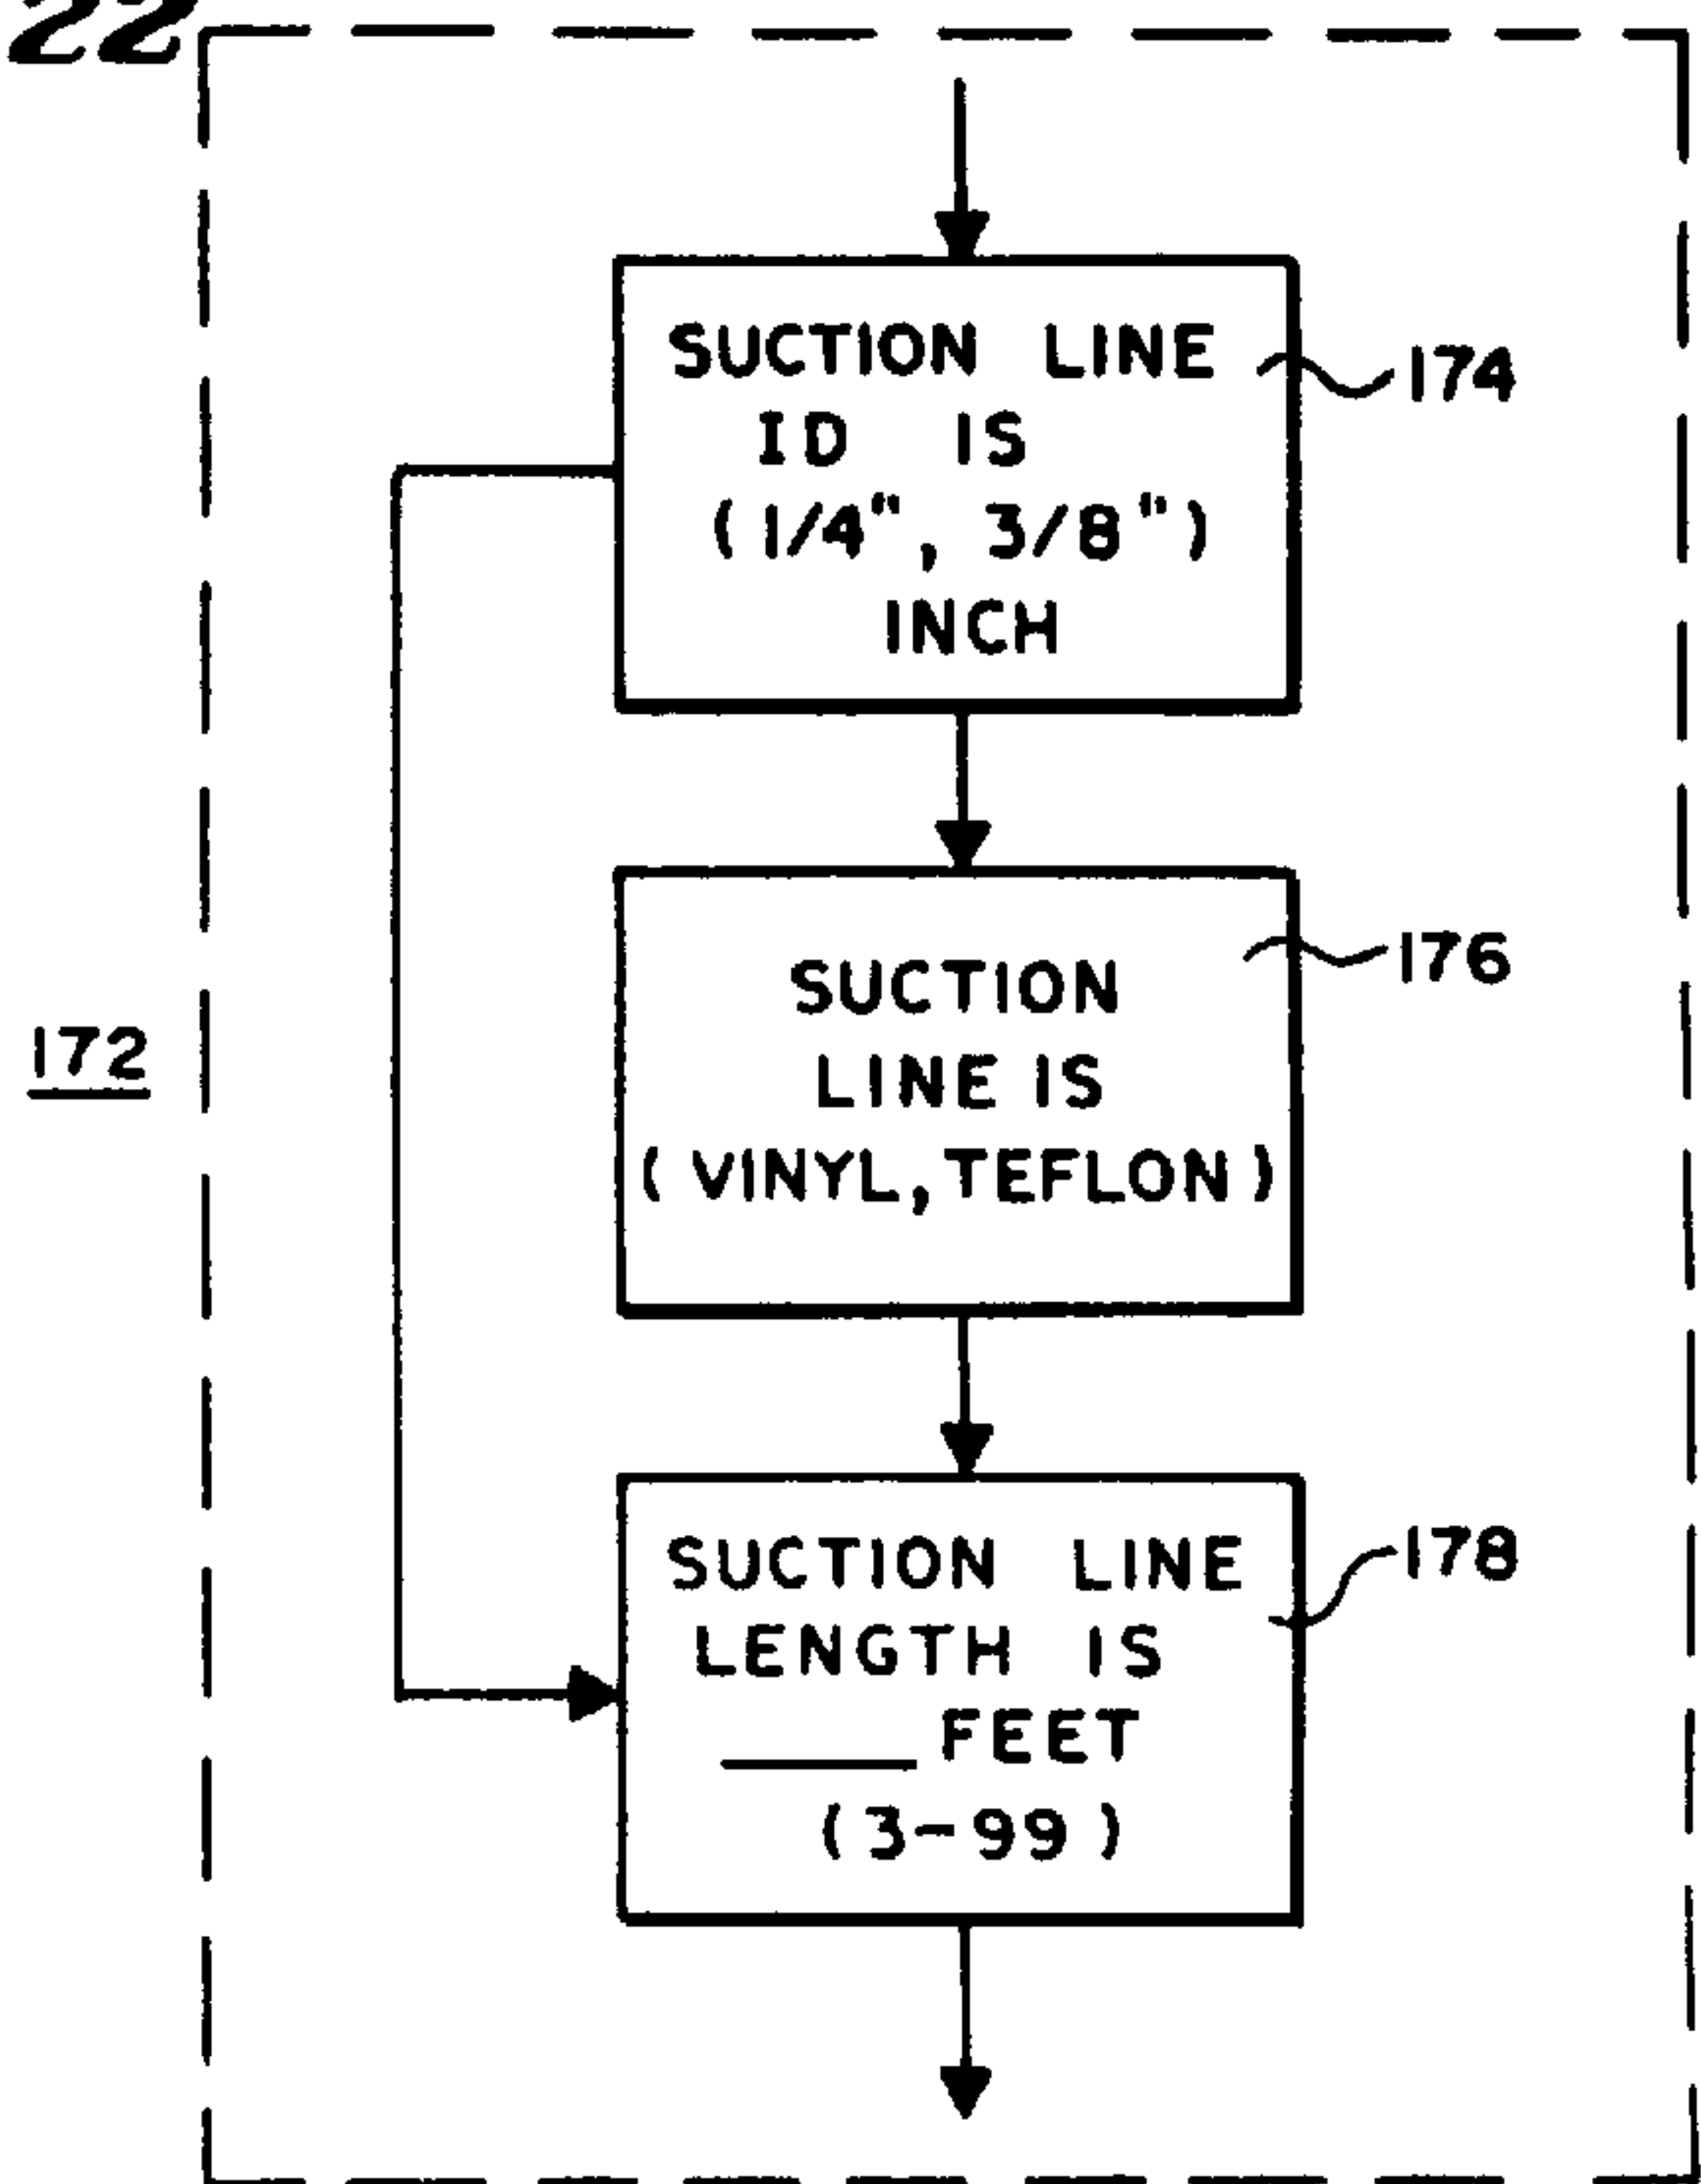 22
SUCTION LINE
ID IS
(1/4", 3/8")
INCH
174
SUCTION
LINE IS
(VINYL, TEFLON)
176
172
SUCTION LINE
LENGTH IS
____ FEET
(3-99)
178